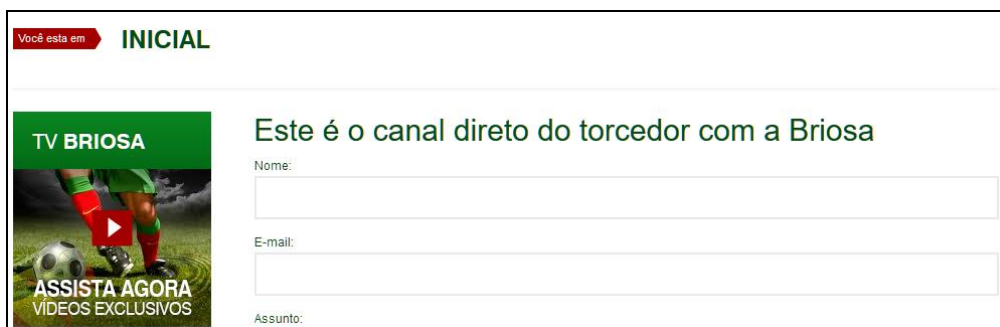 Você esta em
INICIAL
TV BRIOSA
ASSISTA AGORA
VÍDEOS EXCLUSIVOS
Este é o canal direto do torcedor com a Briosa
Nome:
E-mail:
Assunto: